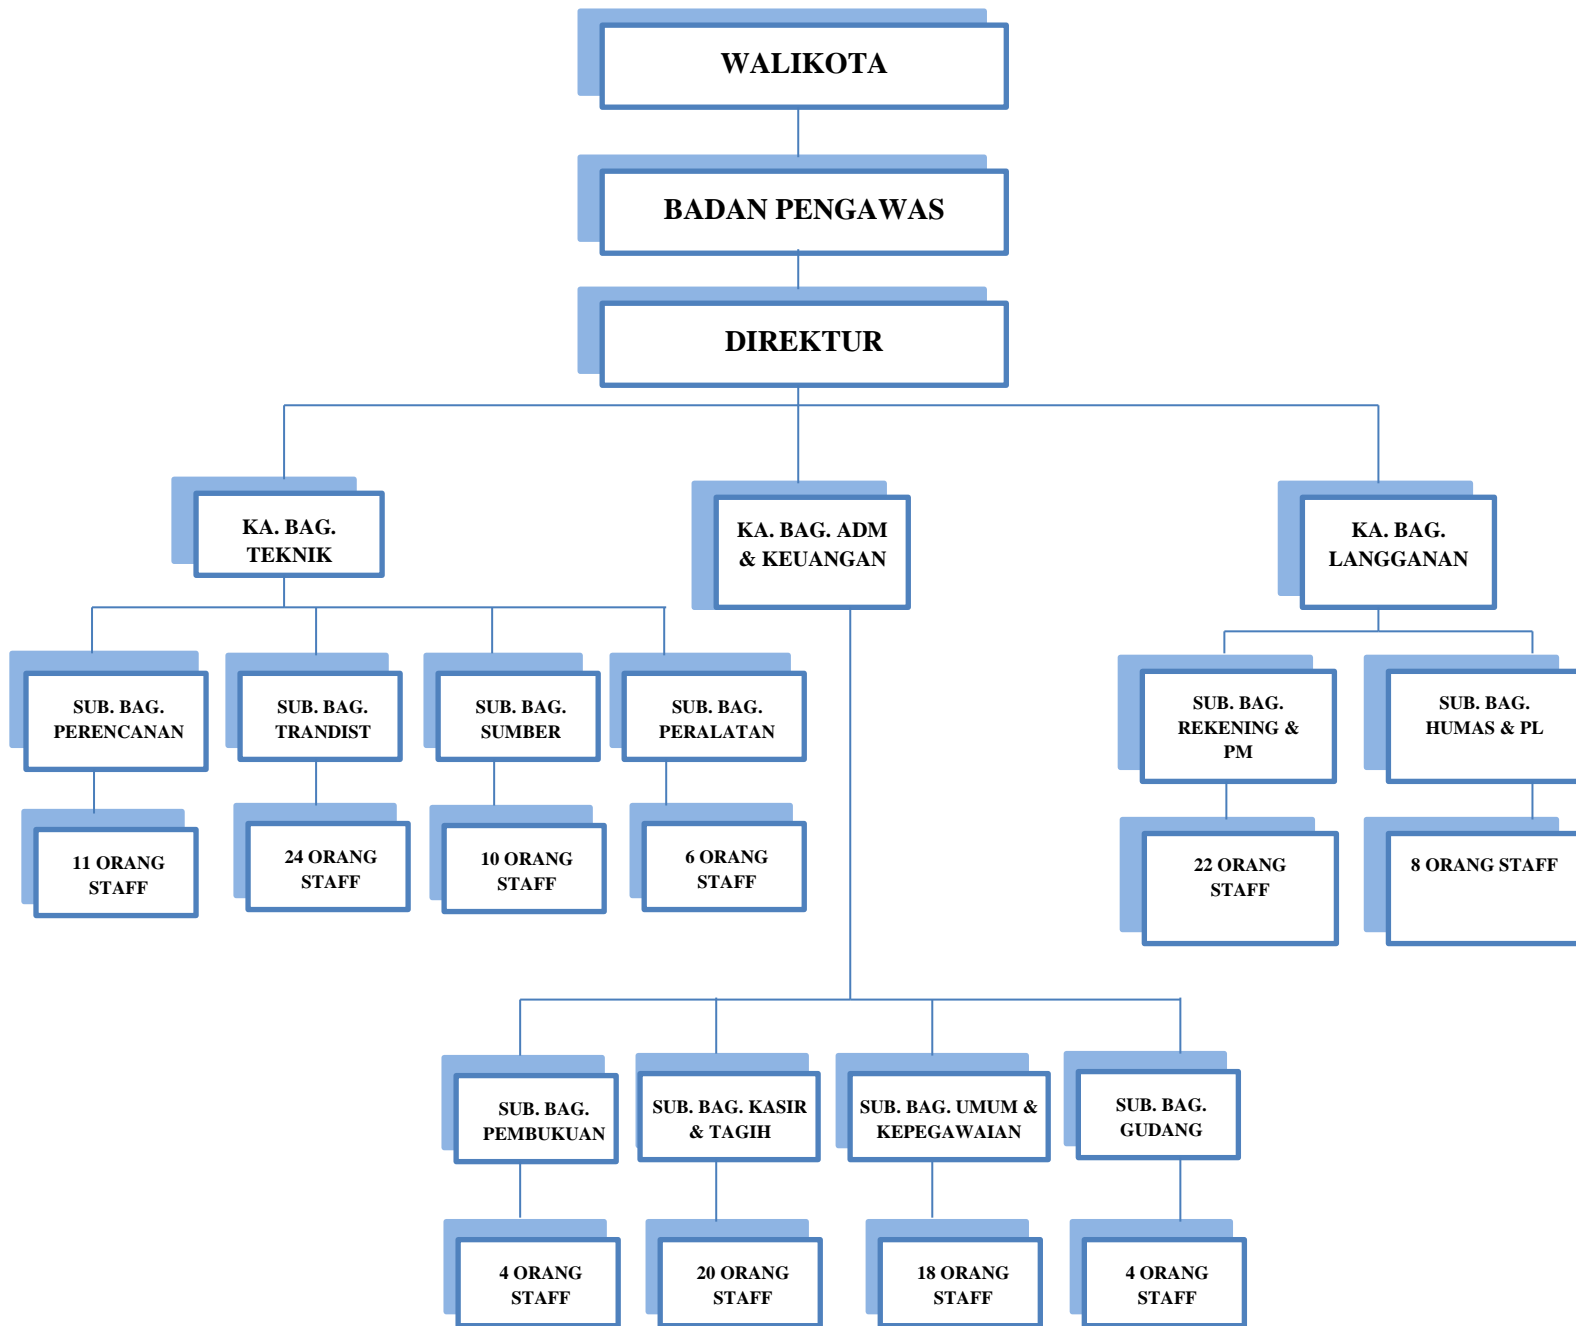 WALIKOTA
BADAN PENGAWAS
DIREKTUR
KA. BAG.
TEKNIK
KA. BAG. ADM
& KEUANGAN
KA. BAG.
LANGGANAN
SUB. BAG.
PERENCANAN
SUB. BAG.
TRANDIST
SUB. BAG.
SUMBER
SUB. BAG.
PERALATAN
SUB. BAG.
REKENING &
PM
SUB. BAG.
HUMAS & PL
11 ORANG
STAFF
24 ORANG
STAFF
10 ORANG
STAFF
6 ORANG
STAFF
22 ORANG
STAFF
8 ORANG STAFF
SUB. BAG.
PEMBUKUAN
SUB. BAG. KASIR
& TAGIH
SUB. BAG. UMUM &
KEPEGAWAIAN
SUB. BAG.
GUDANG
4 ORANG
STAFF
20 ORANG
STAFF
18 ORANG
STAFF
4 ORANG
STAFF